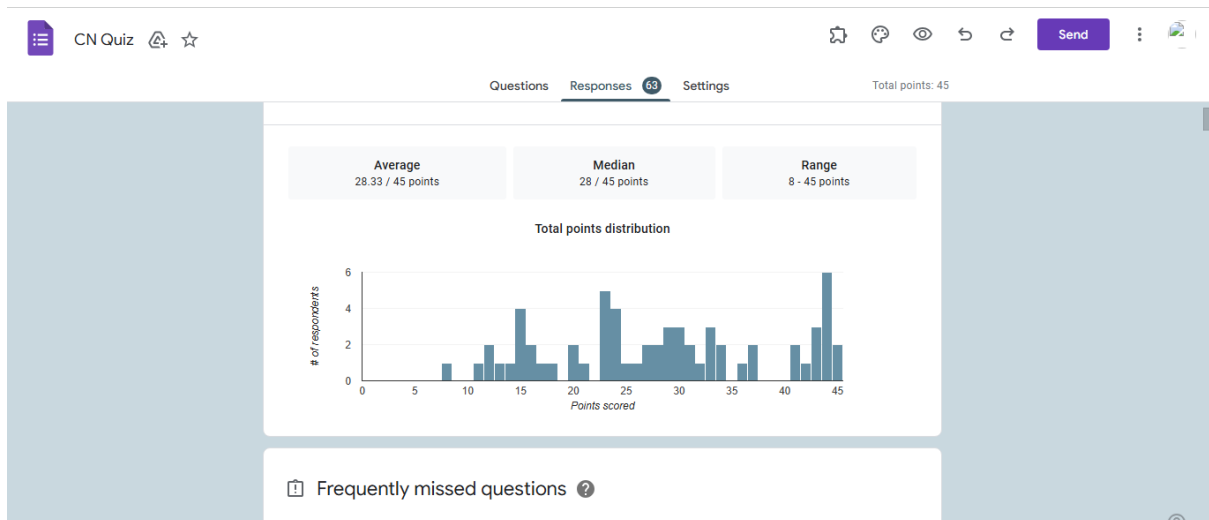 CN Quiz
Send
Questions Responses 63 Settings
Total points: 45
Average Median Range
28.33 / 45 points 28 / 45 points 8 - 45 points
Total points distribution
# of respondents
6
4
2
0
0 5 10 15 20 25 30 35 40 45
Points scored
Frequently missed questions